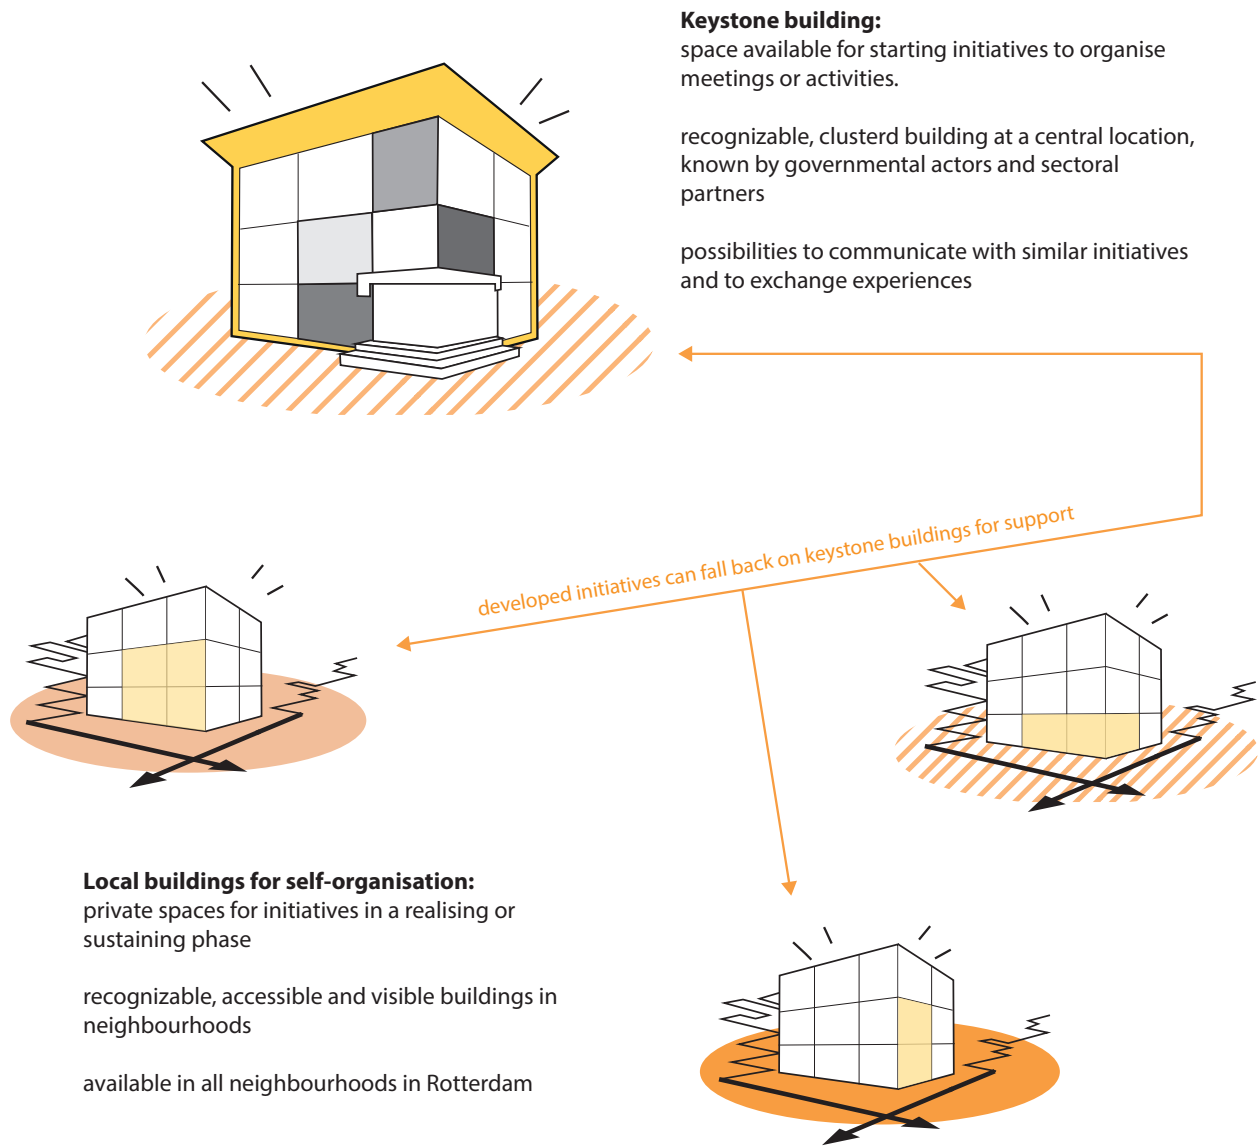 Keystone building:
space available for starting initiatives to organise
meetings or activities.
recognizable, clusterd building at a central location,
known by governmental actors and sectoral
partners
possibilities to communicate with similar initiatives
and to exchange experiences
developed initiatives can fall back on keystone buildings for support
Local buildings for self-organisation:
private spaces for initiatives in a realising or
sustaining phase
recognizable, accessible and visible buildings in
neighbourhoods
available in all neighbourhoods in Rotterdam